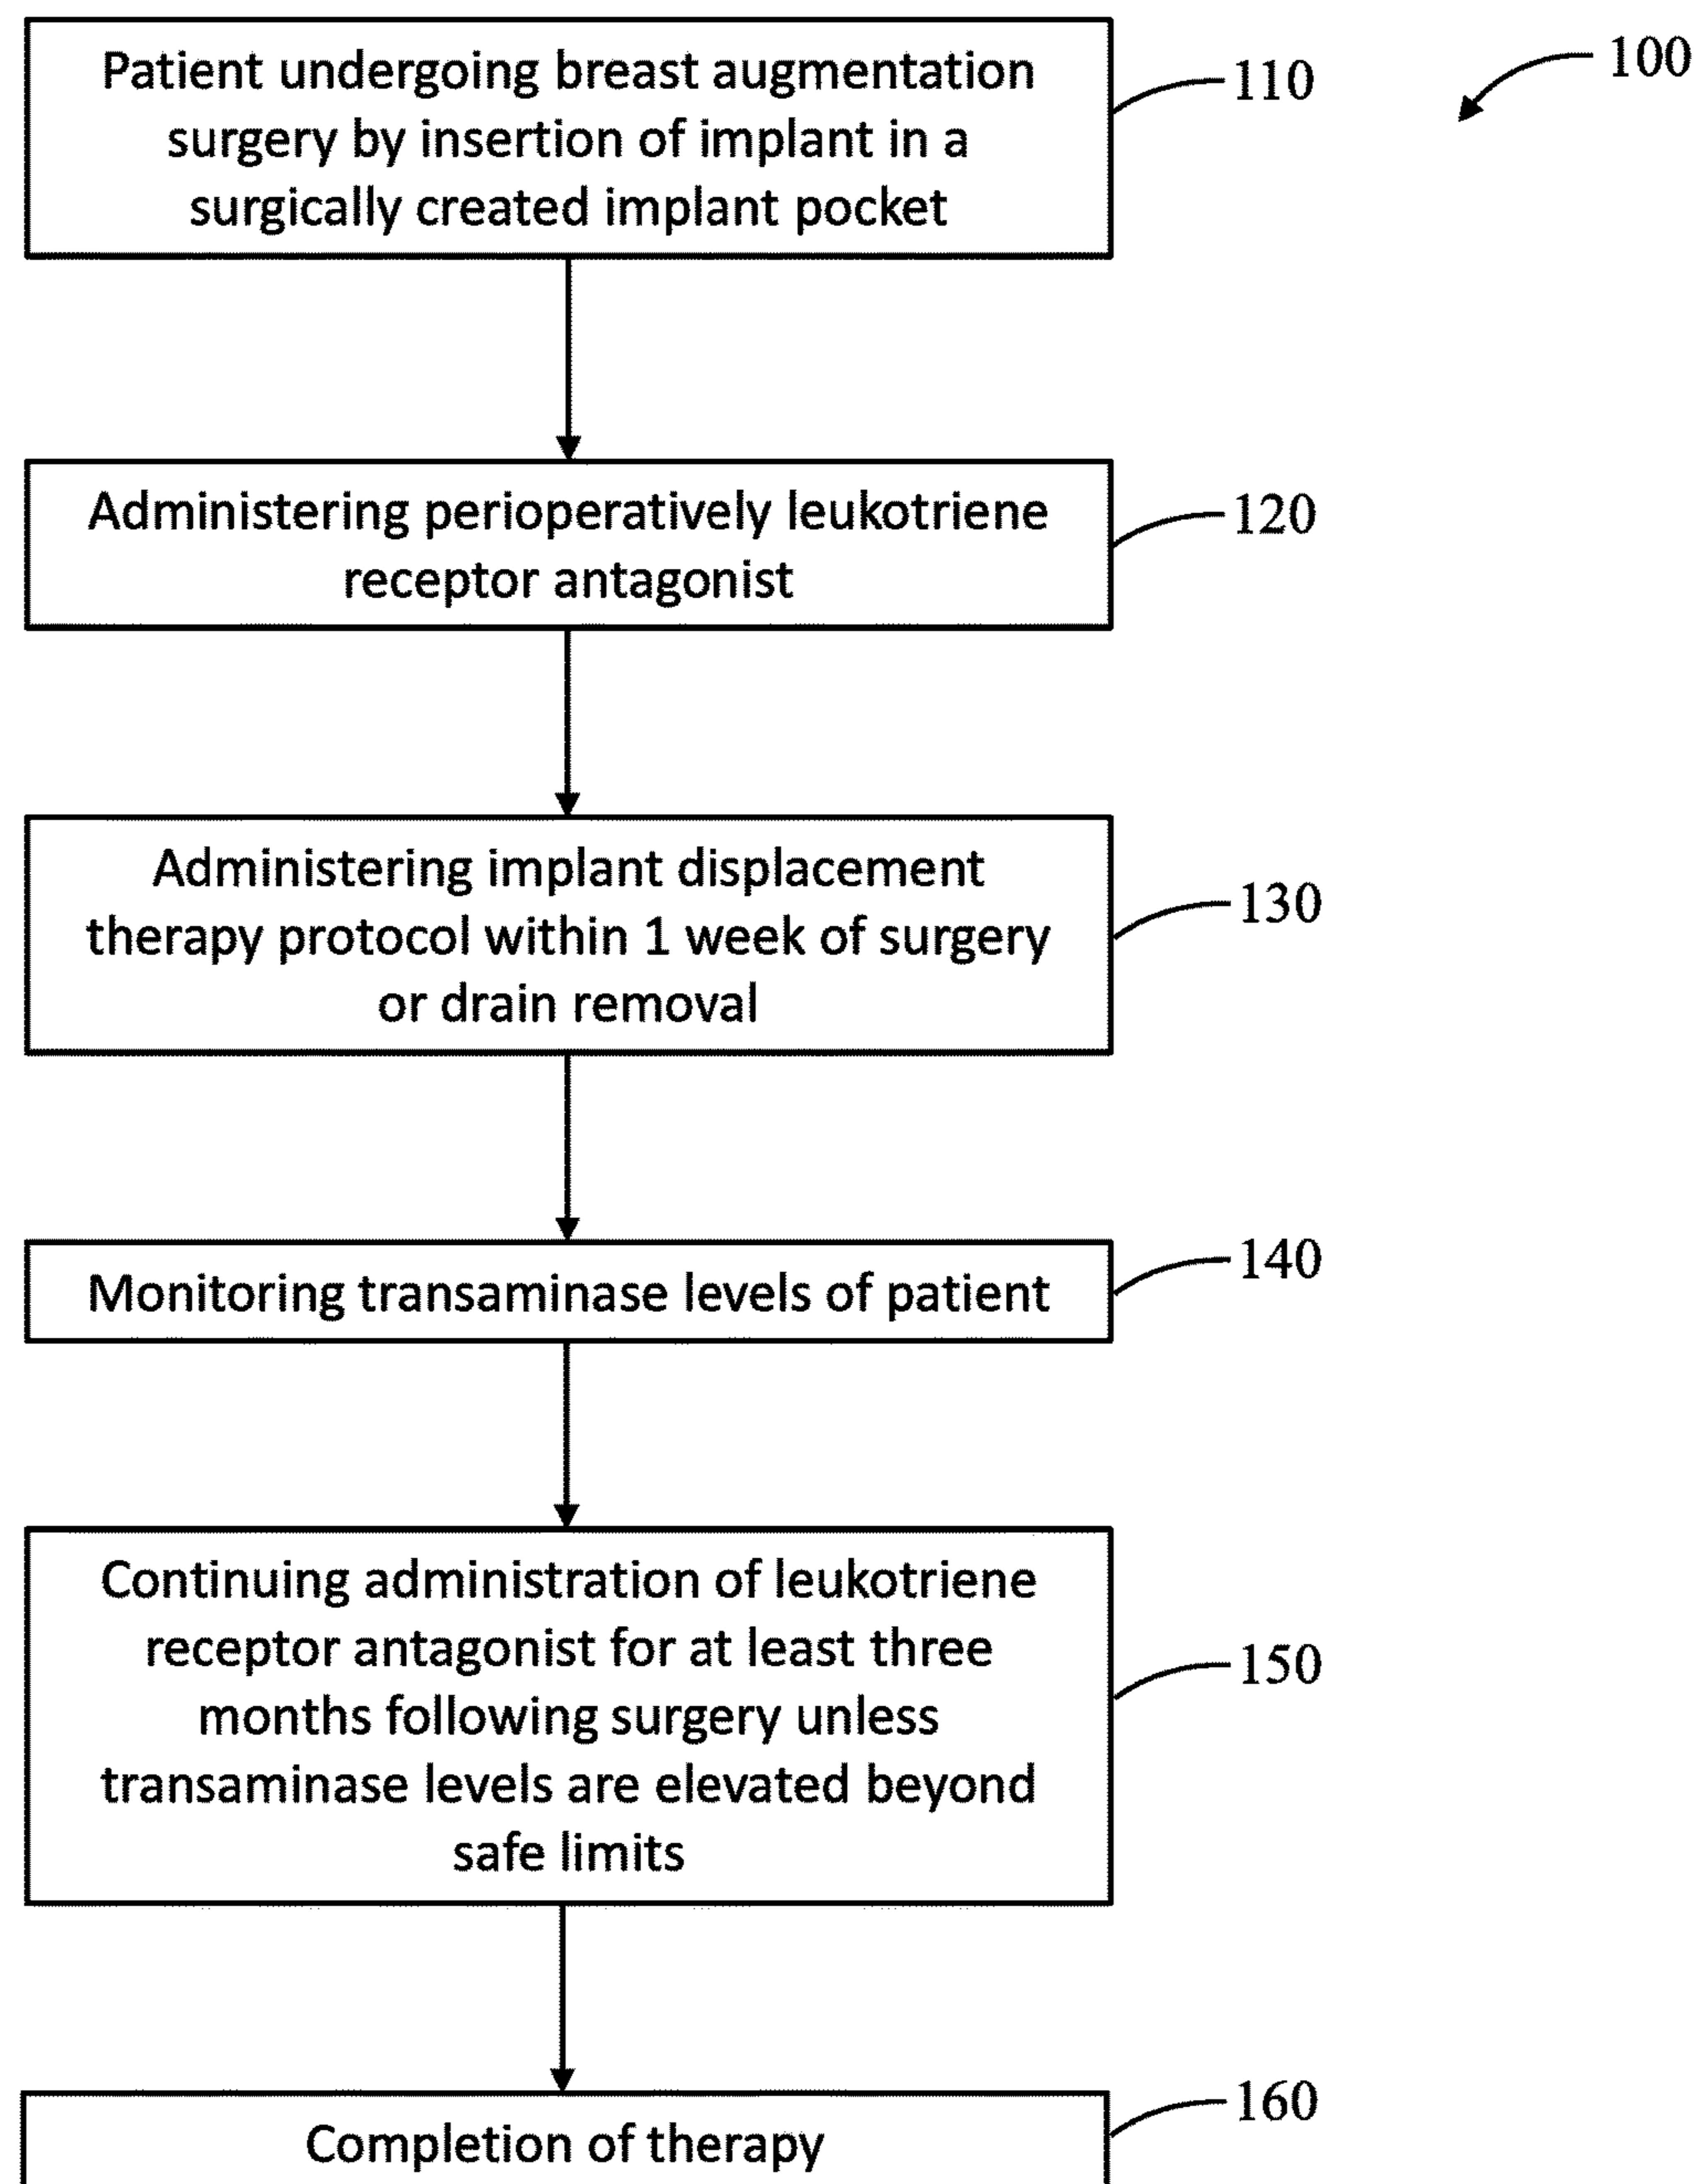 Patient undergoing breast augmentation
surgery by insertion of implant in a
surgically created implant pocket
110
100
Administering perioperatively leukotriene
receptor antagonist
120
Administering implant displacement
therapy protocol within 1 week of surgery
or drain removal
130
Monitoring transaminase levels of patient
140
Continuing administration of leukotriene
receptor antagonist for at least three
months following surgery unless
transaminase levels are elevated beyond
safe limits
150
Completion of therapy
160